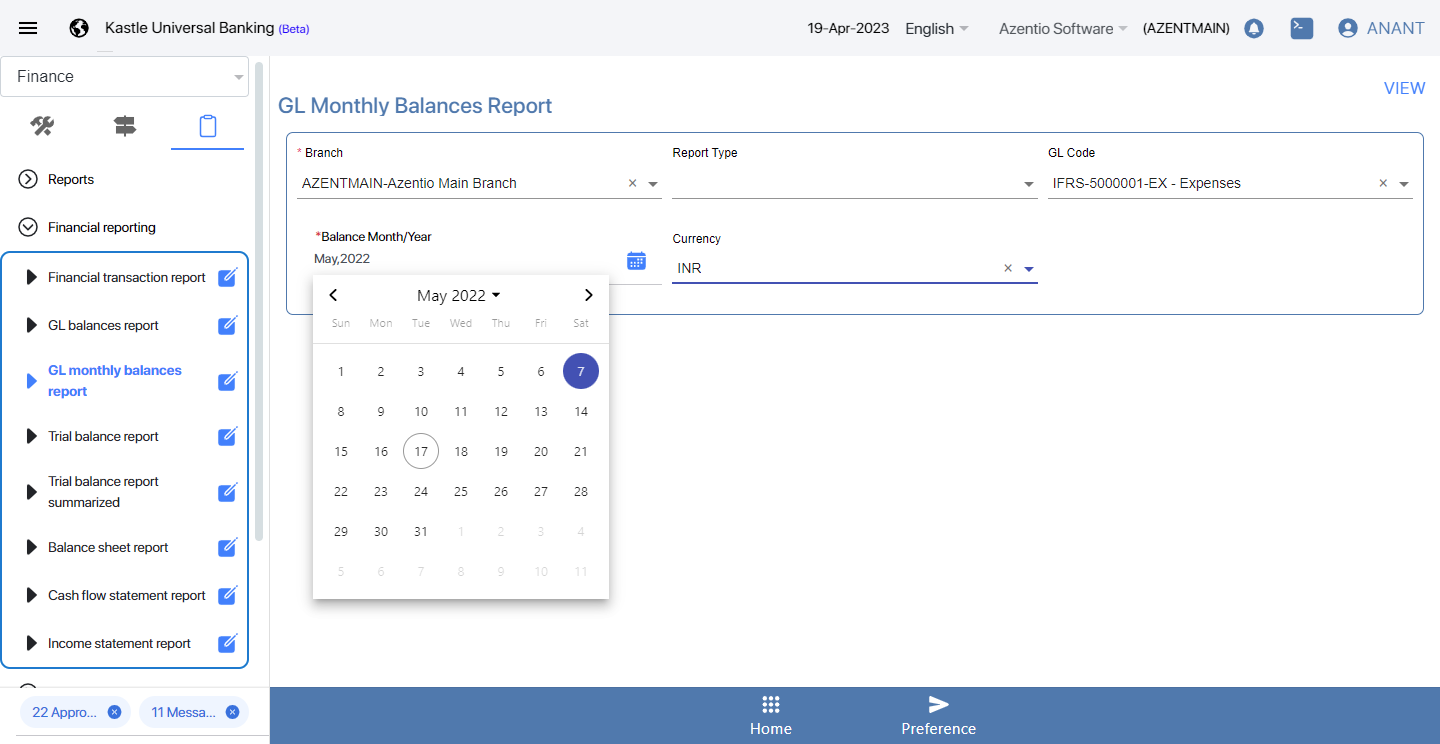 Kastle Universal Banking (Beta)
19-Apr-2023 English Azentio Software (AZENTMAIN) ANANT
Finance
Reports
Financial reporting
Financial transaction report
GL balances report
GL monthly balances
report
Trial balance report
Trial balance report
summarized
Balance sheet report
Cash flow statement report
Income statement report
22 Appro... 11 Messa...
VIEW
GL Monthly Balances Report
* Branch Report Type GL Code
AZENTMAIN-Azentio Main Branch IFRS-5000001-EX - Expenses
*Balance Month/Year Currency
May,2022
INR
May 2022
Sun Mon Tue Wed Thu Fri Sat
1 2 3 4 5 6 7
8 9 10 11 12 13 14
15 16 17 18 19 20 21
22 23 24 25 26 27 28
29 30 31 1 2 3 4
5 6 7 8 9 10 11
Home Preference